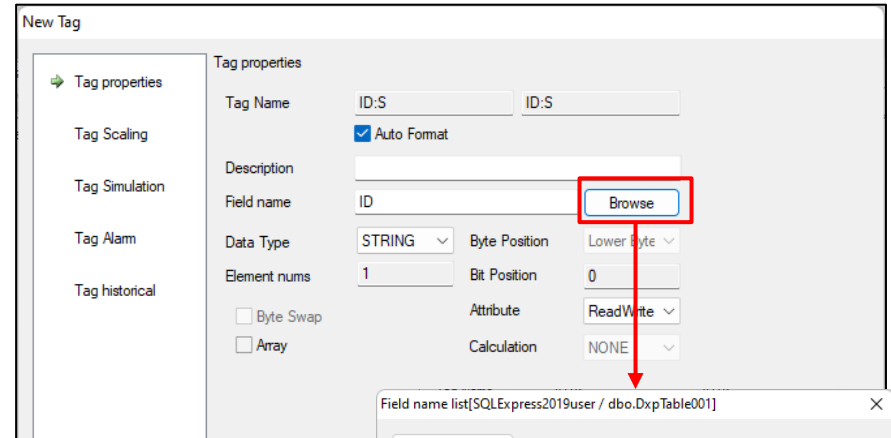 New Tag
Tag properties
Tag Scaling
Tag Simulation
Tag Alarm
Tag historical
Tag properties
Tag Name ID:S ID:S
Auto Format
Description
Field name ID Browse
Data Type STRING Byte Position Lower Byte
Element nums 1 Bit Position 0
Byte Swap Attribute ReadWrite
Array Calculation NONE
Field name list[SQLExpress2019user / dbo.DxpTable001]